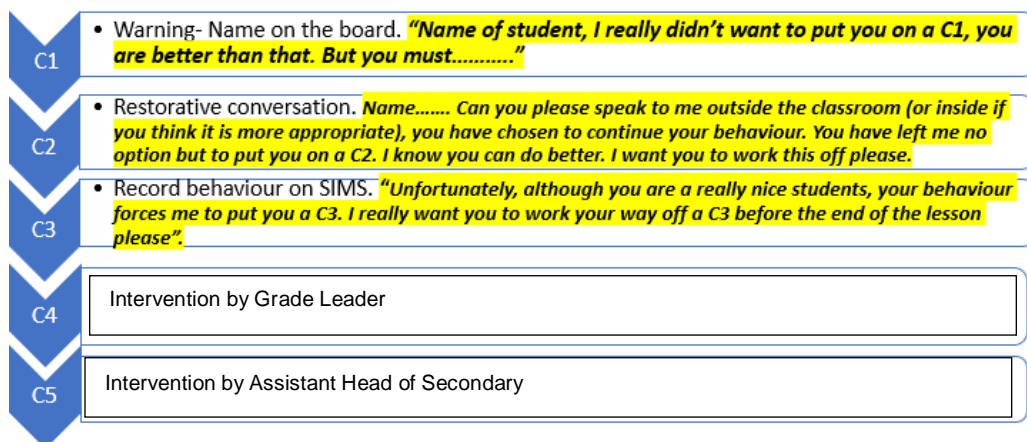 C1
• Warning- Name on the board. “Name of student, I really didn’t want to put you on a C1, you
are better than that. But you must………..”
C2
• Restorative conversation. Name……. Can you please speak to me outside the classroom (or inside if
you think it is more appropriate), you have chosen to continue your behaviour. You have left me no
option but to put you on a C2. I know you can do better. I want you to work this off please.
C3
• Record behaviour on SIMS. “Unfortunately, although you are a really nice students, your behaviour
forces me to put you a C3. I really want you to work your way off a C3 before the end of the lesson
please”.
C4
Intervention by Grade Leader
C5
Intervention by Assistant Head of Secondary